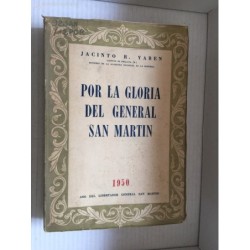 JACINTO R. YABEN
POR LA GLORIA
DEL GENERAL
SAN MARTIN
1950
AÑO DEL LIBERTADOR GENERAL SAN MARTIN